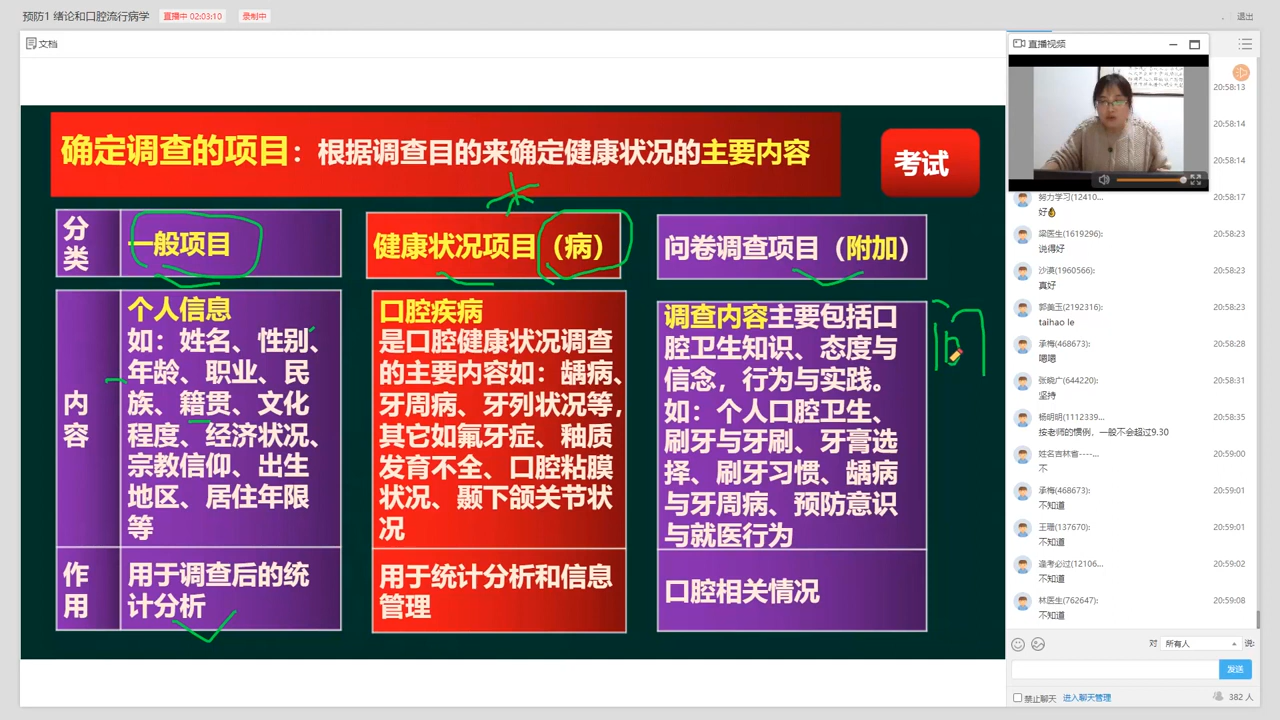 预防1 绪论和口腔流行病学
直播中 02:03:10
录制中
退出
文档
确定调查的项目：根据调查目的来确定健康状况的主要内容
考试
分类
一般项目
健康状况项目（病）
问卷调查项目（附加）
内容
个人信息
如：姓名、性别、
年龄、职业、民
族、籍贯、文化
程度、经济状况、
宗教信仰、出生
地区、居住年限
等
口腔疾病
是口腔健康状况调查
的主要内容如：龋病、
牙周病、牙列状况等，
其它如氟牙症、釉质
发育不全、口腔粘膜
状况、颞下颌关节状
况
调查内容主要包括口
腔卫生知识、态度与
信念，行为与实践。
如：个人口腔卫生、
刷牙与牙刷、牙膏选
择、刷牙习惯、龋病
与牙周病、预防意识
与就医行为
作用
用于调查后的统
计分析
用于统计分析和信息
管理
口腔相关情况
直播视频
20:58:13
20:58:14
20:58:14
努力学习(12410... 20:58:17
好
梁医生(1619296): 20:58:23
说得好
沙漠(1960566): 20:58:23
真好
郭美玉(2192316): 20:58:23
taihao le
承梅(468673): 20:58:28
嗯嗯
张晓广(644220): 20:58:31
坚持
杨明明(1112339... 20:58:35
按老师的惯例，一般不会超过9.30
姓名吉林省----... 20:59:00
不
承梅(468673): 20:59:01
不知道
王珊(137670): 20:59:01
不知道
逢考必过(12106... 20:59:02
不知道
林医生(762647): 20:59:08
不知道
对 所有人 说:
发送
禁止聊天 进入聊天管理
382 人